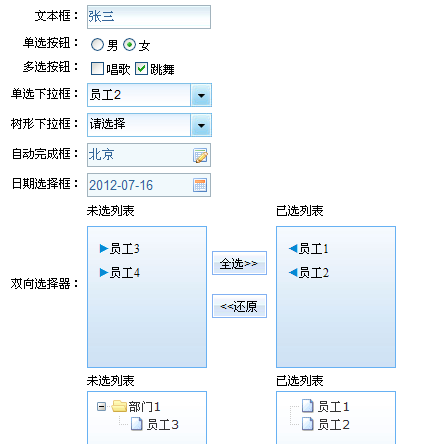 文本框： 张三
单选按钮： 男 女
多选按钮： 唱歌 跳舞
单选下拉框： 员工2
树形下拉框： 请选择
自动完成框： 北京
日期选择框： 2012-07-16
未选列表 已选列表
双向选择器：
员工3
员工4
全选>>
<<还原
员工1
员工2
未选列表 已选列表
部门1
员工3
员工1
员工2